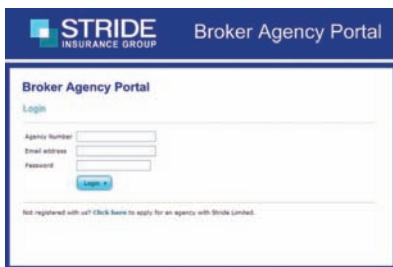 STRIDE
INSURANCE GROUP
Broker Agency Portal
Broker Agency Portal
Login
Agency Number
Email address
Password
Login
Not registered with us? Click here to apply for an agency with Stride Limited.